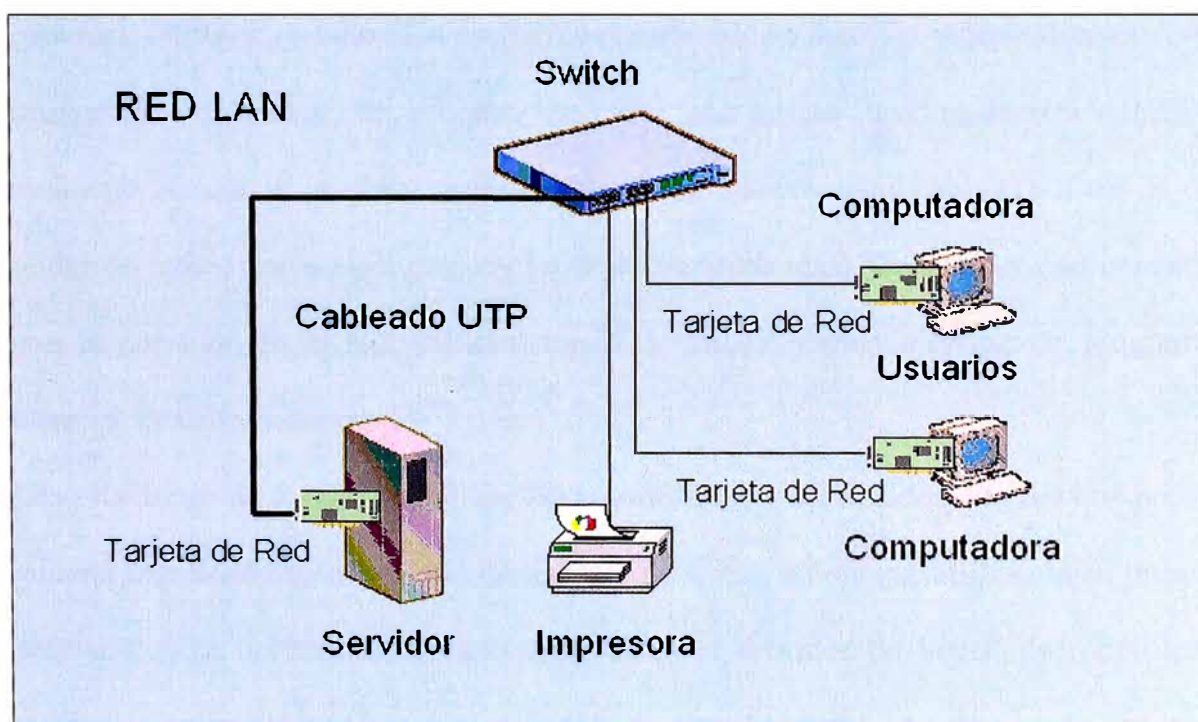 Switch
RED LAN
Computadora
Cableado UTP
Tarjeta de Red
Usuarios
Tarjeta de Red
Tarjeta de Red
Computadora
Servidor
Impresora